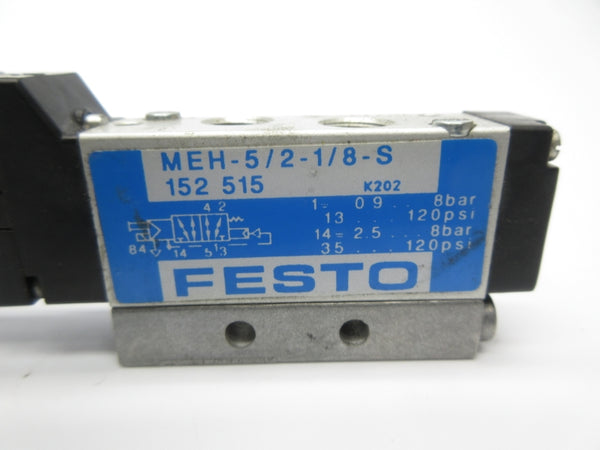 MEH-5/2-1/8-S
152 515
K202
4 2
84 14 5 1 3
1= 0 9 . . 8bar
13 . . . 120psi
14= 2.5 . . . 8bar
35 . . . 120psi
FESTO